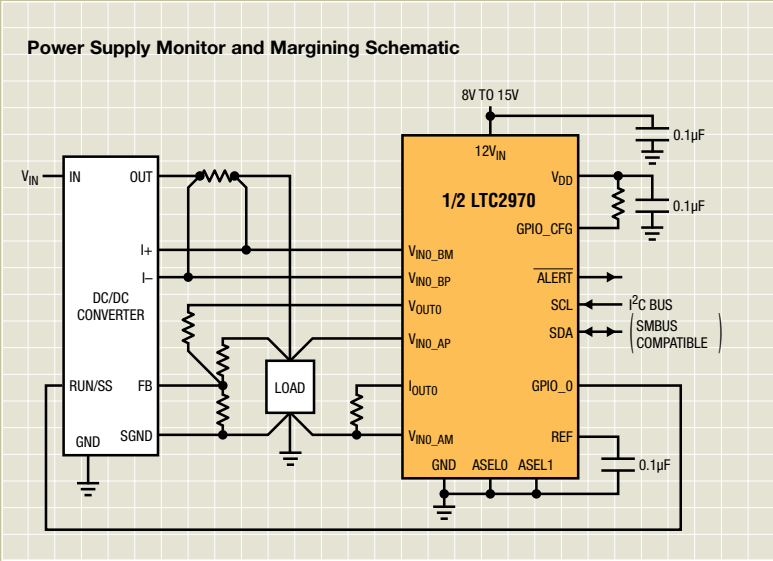 Power Supply Monitor and Margining Schematic
8V TO 15V
0.1µF
12VIN
VIN
IN
OUT
VDD
1/2 LTC2970
0.1µF
GPIO_CFG
I+
VIN0_BM
I–
VIN0_BP
ALERT
DC/DC
CONVERTER
VOUT0
SCL
I2C BUS
VIN0_AP
SDA
(SMBUS
COMPATIBLE)
RUN/SS
FB
LOAD
IOUT0
GPIO_0
GND
SGND
VIN0_AM
REF
GND
ASEL0
ASEL1
0.1µF